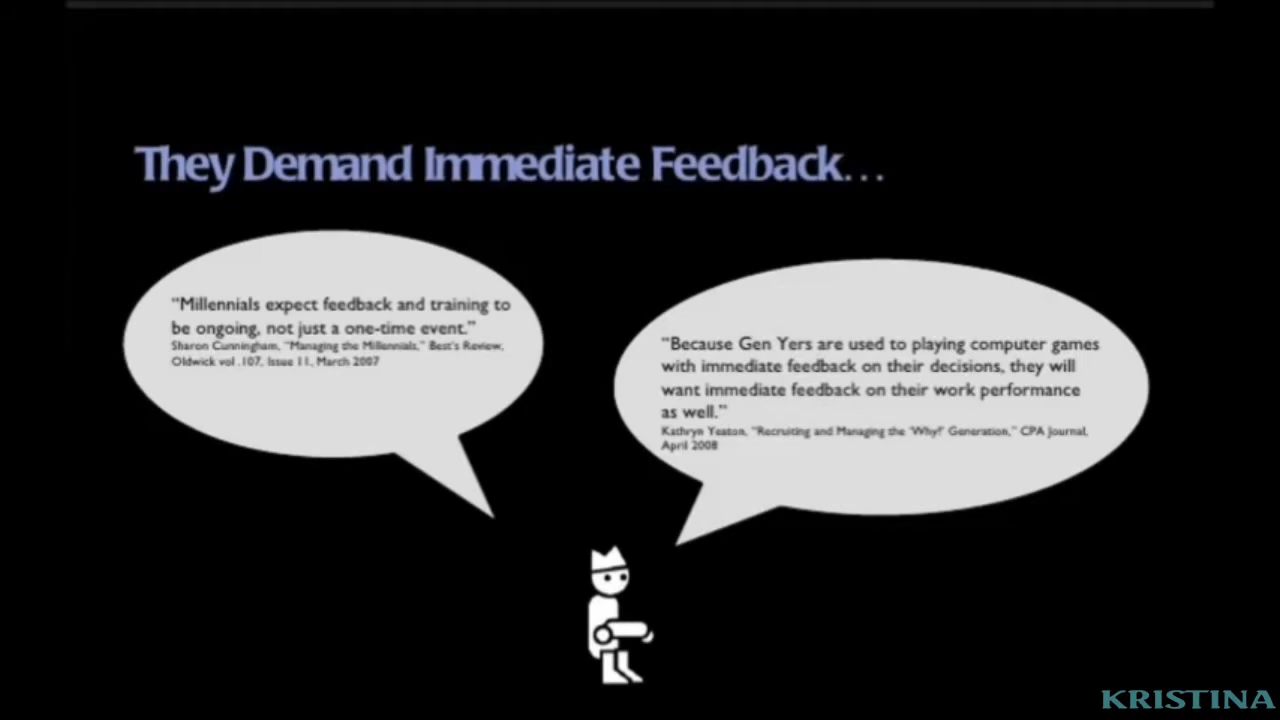 They Demand Immediate Feedback...
“Millennials expect feedback and training to
be ongoing, not just a one-time event.”
Sharon Cunningham, “Managing the Millennials,” Best's Review,
Oldwick vol .107, Issue 11, March 2007
“Because Gen Yers are used to playing computer games
with immediate feedback on their decisions, they will
want immediate feedback on their work performance
as well.”
Kathryn Yeaton, “Recruiting and Managing the ‘Why?’ Generation,” CPA Journal,
April 2008
KRISTINA